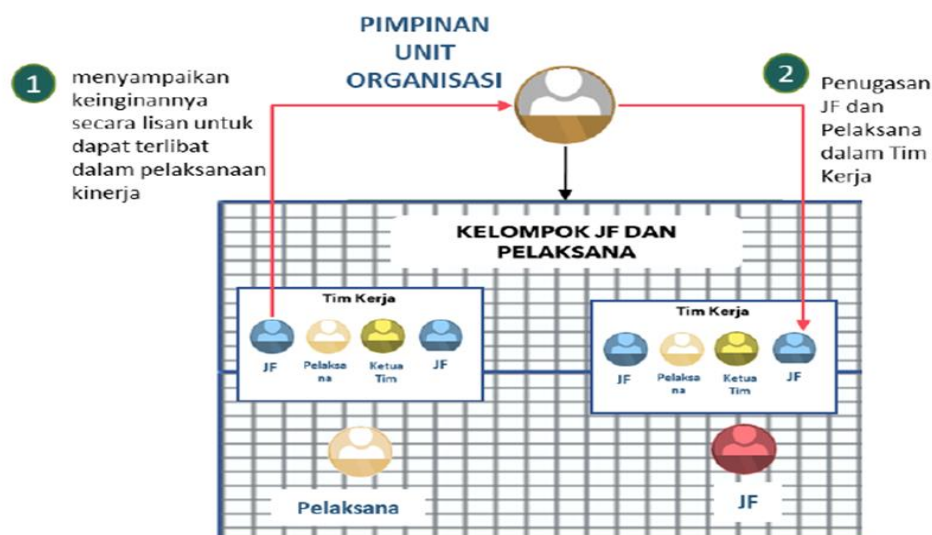 PIMPINAN
UNIT
ORGANISASI
1
menyampaikan
keinginannya
secara lisan untuk
dapat terlibat
dalam pelaksanaan
kinerja
2
Penugasan
JF dan
Pelaksana
dalam Tim
Kerja
KELOMPOK JF DAN
PELAKSANA
Tim Kerja
JF
Pelaksa
na
Ketua
Tim
JF
Tim Kerja
JF
Pelaksa
na
Ketua
Tim
JF
Pelaksana
JF